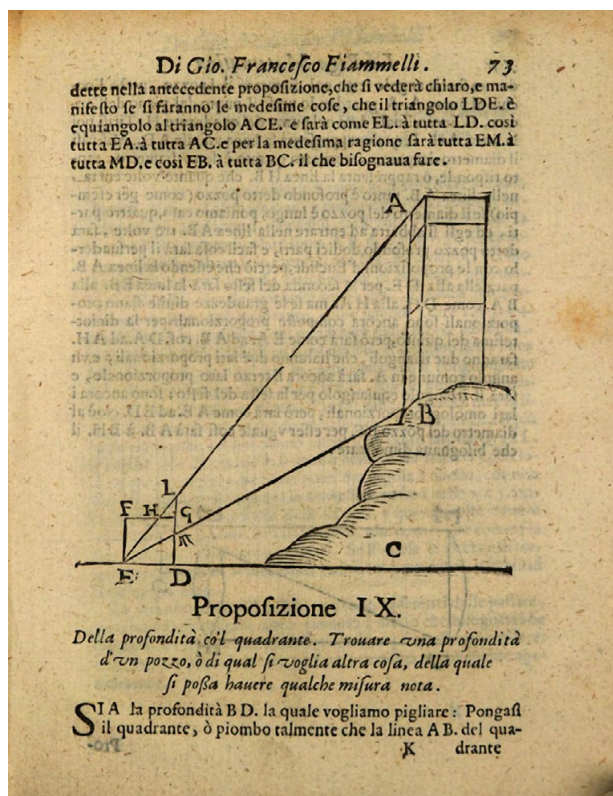 Di Gio. Franceſco Fiammelli. 73
dette nella antecedente propoſizione,che ſi vederà chiaro,e ma-
nifeſto ſe ſi faranno le medeſime coſe, che il triangolo LDE. è
equiangolo al triangolo ACE. e ſarà come EL. à tutta LD. così
tutta EA. à tutta AC. e per la medeſima ragione ſarà tutta EM. à
tutta MD. e così EB. à tutta BC. il che biſognaua fare.
A
B
L
F H G
M
C
E D
Propoſizione IX.
Della profondità co'l quadrante. Trouare vna profondità
d'vn pozzo, ò di qual ſi voglia altra coſa, della quale
ſi poßa hauere qualche miſura nota.
SIA la profondità B D. la quale vogliamo pigliare: Pongaſi
il quadrante, ò piombo talmente che la linea A B. del qua-
K drante